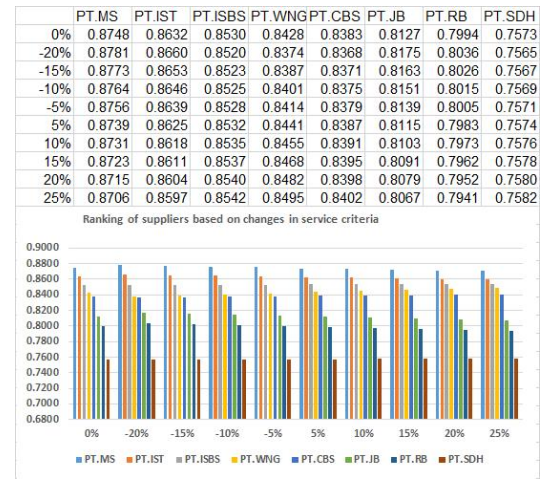 PT.MS PT.IST PT.ISBS PT.WNG PT.CBS PT.JB PT.RB PT.SDH
0% 0.8748 0.8632 0.8530 0.8428 0.8383 0.8127 0.7994 0.7573
-20% 0.8781 0.8660 0.8520 0.8374 0.8368 0.8175 0.8036 0.7565
-15% 0.8773 0.8653 0.8523 0.8387 0.8371 0.8163 0.8026 0.7567
-10% 0.8764 0.8646 0.8525 0.8401 0.8375 0.8151 0.8015 0.7569
-5% 0.8756 0.8639 0.8528 0.8414 0.8379 0.8139 0.8005 0.7571
5% 0.8739 0.8625 0.8532 0.8441 0.8387 0.8115 0.7983 0.7574
10% 0.8731 0.8618 0.8535 0.8455 0.8391 0.8103 0.7973 0.7576
15% 0.8723 0.8611 0.8537 0.8468 0.8395 0.8091 0.7962 0.7578
20% 0.8715 0.8604 0.8540 0.8482 0.8398 0.8079 0.7952 0.7580
25% 0.8706 0.8597 0.8542 0.8495 0.8402 0.8067 0.7941 0.7582
Ranking of suppliers based on changes in service criteria
0.9000
0.8800
0.8600
0.8400
0.8200
0.8000
0.7800
0.7600
0.7400
0.7200
0.7000
0.6800
0% -20% -15% -10% -5% 5% 10% 15% 20% 25%
PT.MS PT.IST PT.ISBS PT.WNG PT.CBS PT.JB PT.RB PT.SDH